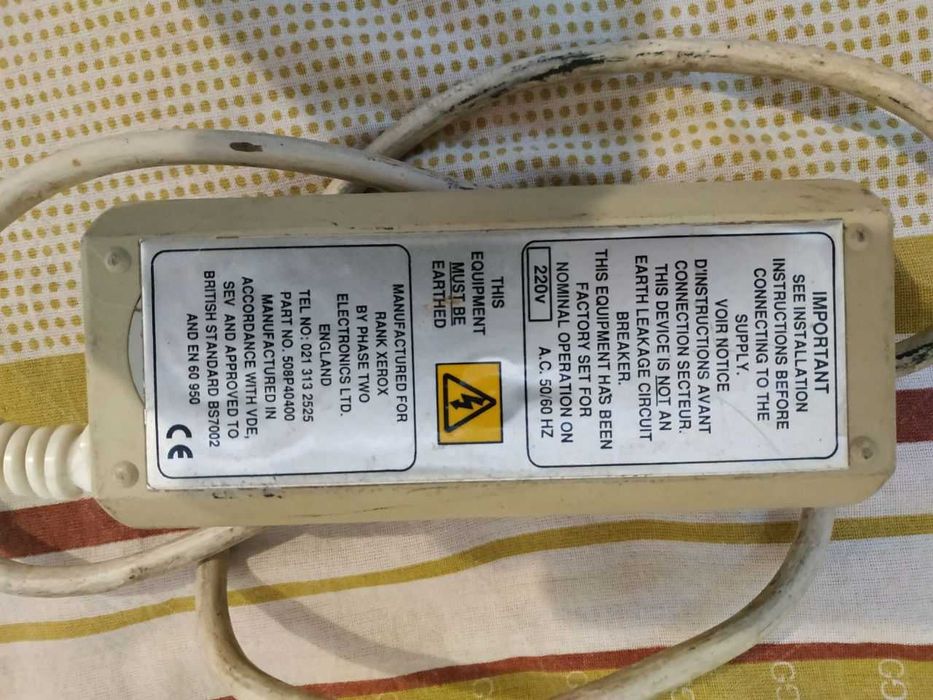 IMPORTANT
SEE INSTALLATION
INSTRUCTIONS BEFORE
CONNECTING TO THE
SUPPLY.
VOIR NOTICE
D'INSTRUCTIONS AVANT
CONNECTION SECTEUR.
THIS DEVICE IS NOT AN
EARTH LEAKAGE CIRCUIT
BREAKER.
THIS EQUIPMENT HAS BEEN
FACTORY SET FOR
NOMINAL OPERATION ON
220V A.C. 50/60 HZ
THIS
EQUIPMENT
MUST BE
EARTHED
MANUFACTURED FOR
RANK XEROX
BY PHASE TWO
ELECTRONICS LTD.
ENGLAND
TEL NO: 021 313 2525
PART NO. 508P40400
MANUFACTURED IN
ACCORDANCE WITH VDE,
SEV AND APPROVED TO
BRITISH STANDARD BS7002
AND EN 60 950
CE